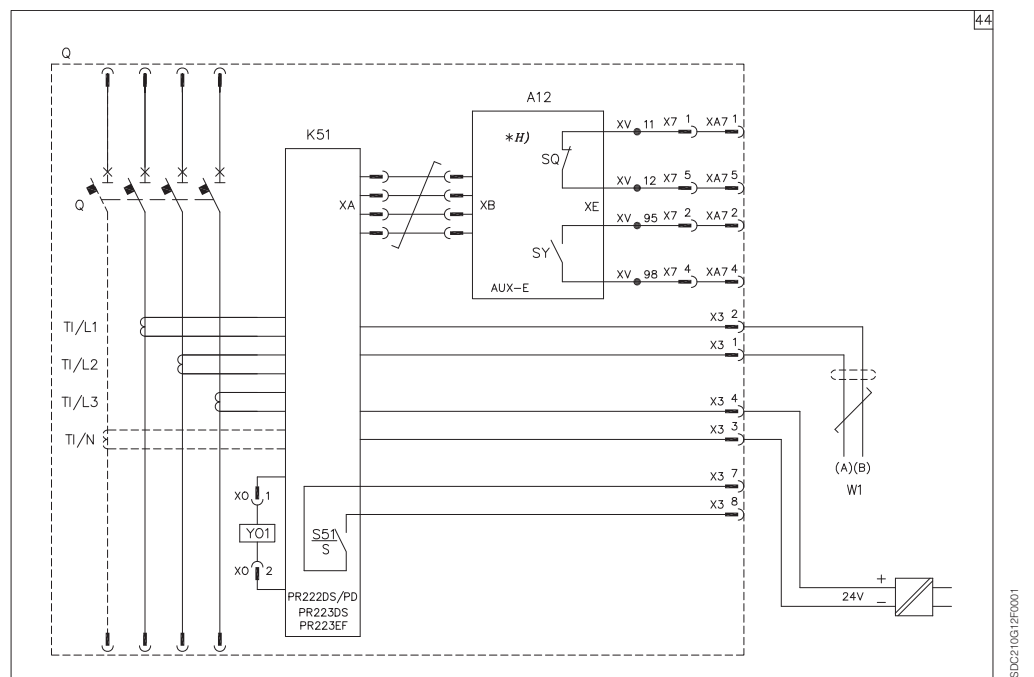 44
Q
A12
K51
*H)
XV 11 X7 1 XA7 1
SQ
XV 12 X7 5 XA7 5
XA XB XE
Q
XV 95 X7 2 XA7 2
SY
XV 98 X7 4 XA7 4
AUX-E
X3 2
TI/L1
X3 1
TI/L2
X3 4
TI/L3
X3 3
TI/N
(A)(B)
W1
X3 7
XO 1
X3 8
YO1
S51
S
XO 2
+
24V
−
PR222DS/PD
PR223DS
PR223EF
SDC210G12F0001